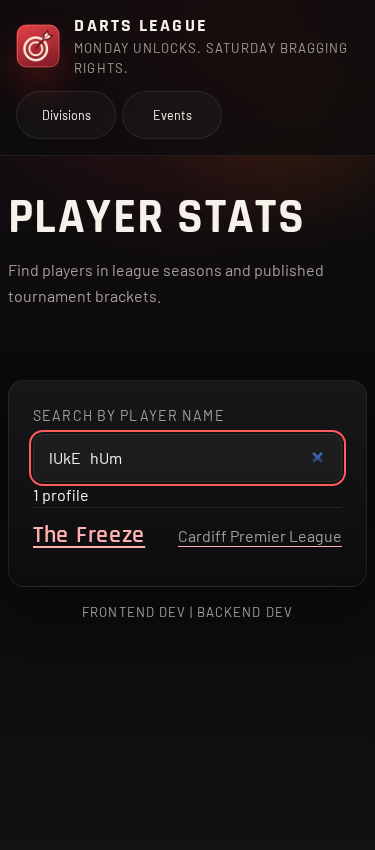 DARTS LEAGUE
MONDAY UNLOCKS. SATURDAY BRAGGING
RIGHTS.
Divisions
Events
PLAYER STATS
Find players in league seasons and published
tournament brackets.
SEARCH BY PLAYER NAME
lUkE hUm
1 profile
The Freeze
Cardiff Premier League
FRONTEND DEV | BACKEND DEV